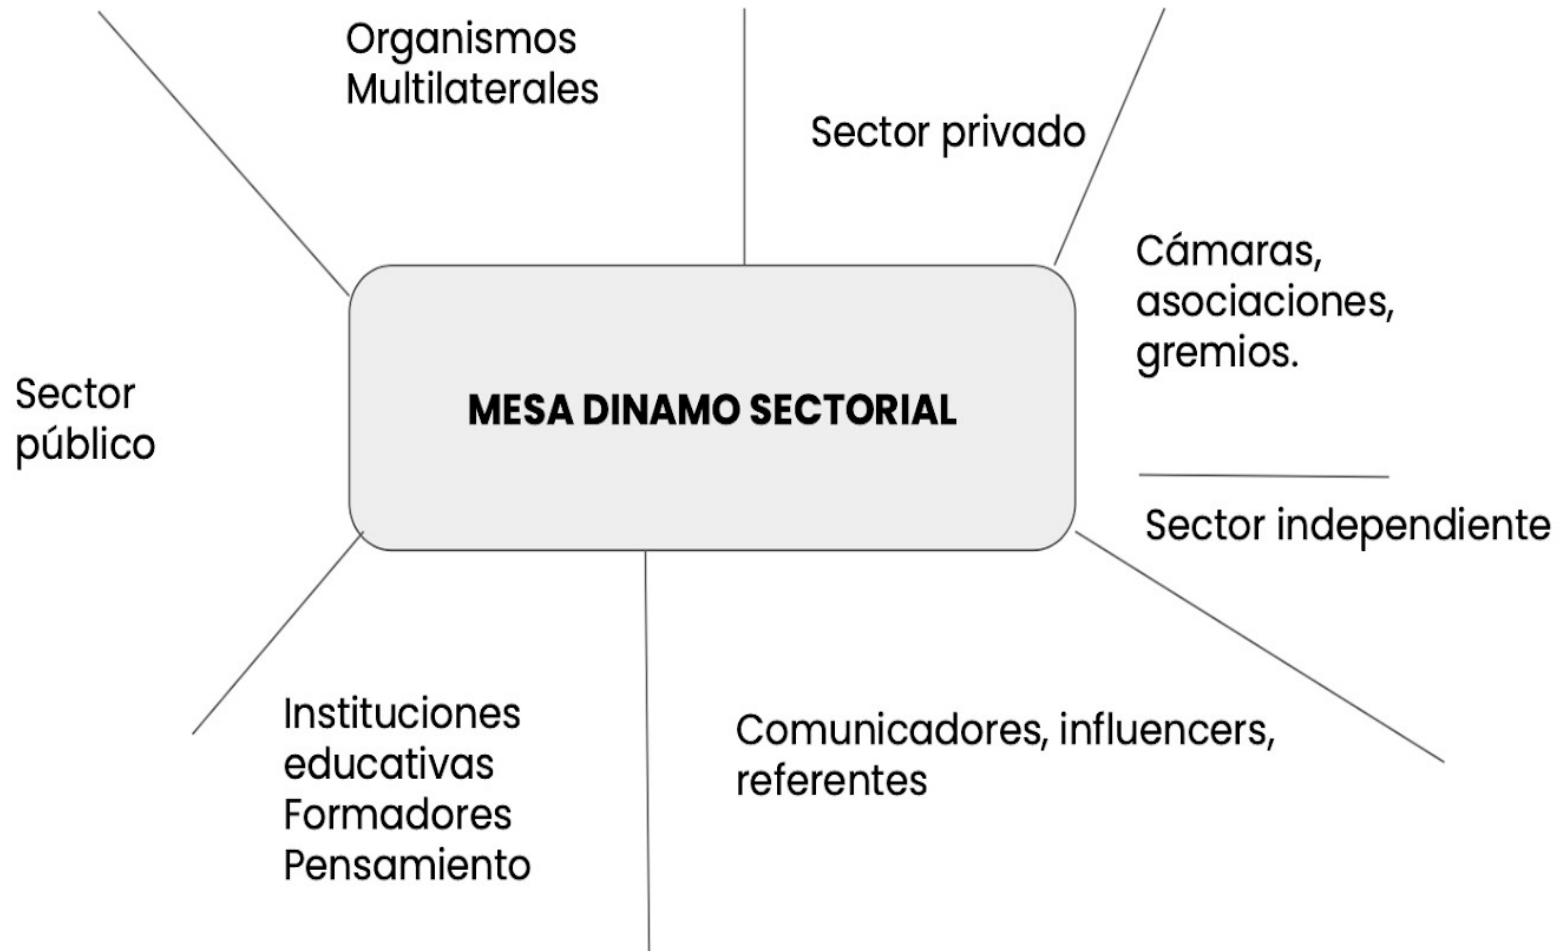 Organismos
Multilaterales
Sector privado
Cámaras,
asociaciones,
gremios.
Sector
público
MESA DINAMO SECTORIAL
Sector independiente
Instituciones
educativas
Formadores
Pensamiento
Comunicadores, influencers,
referentes